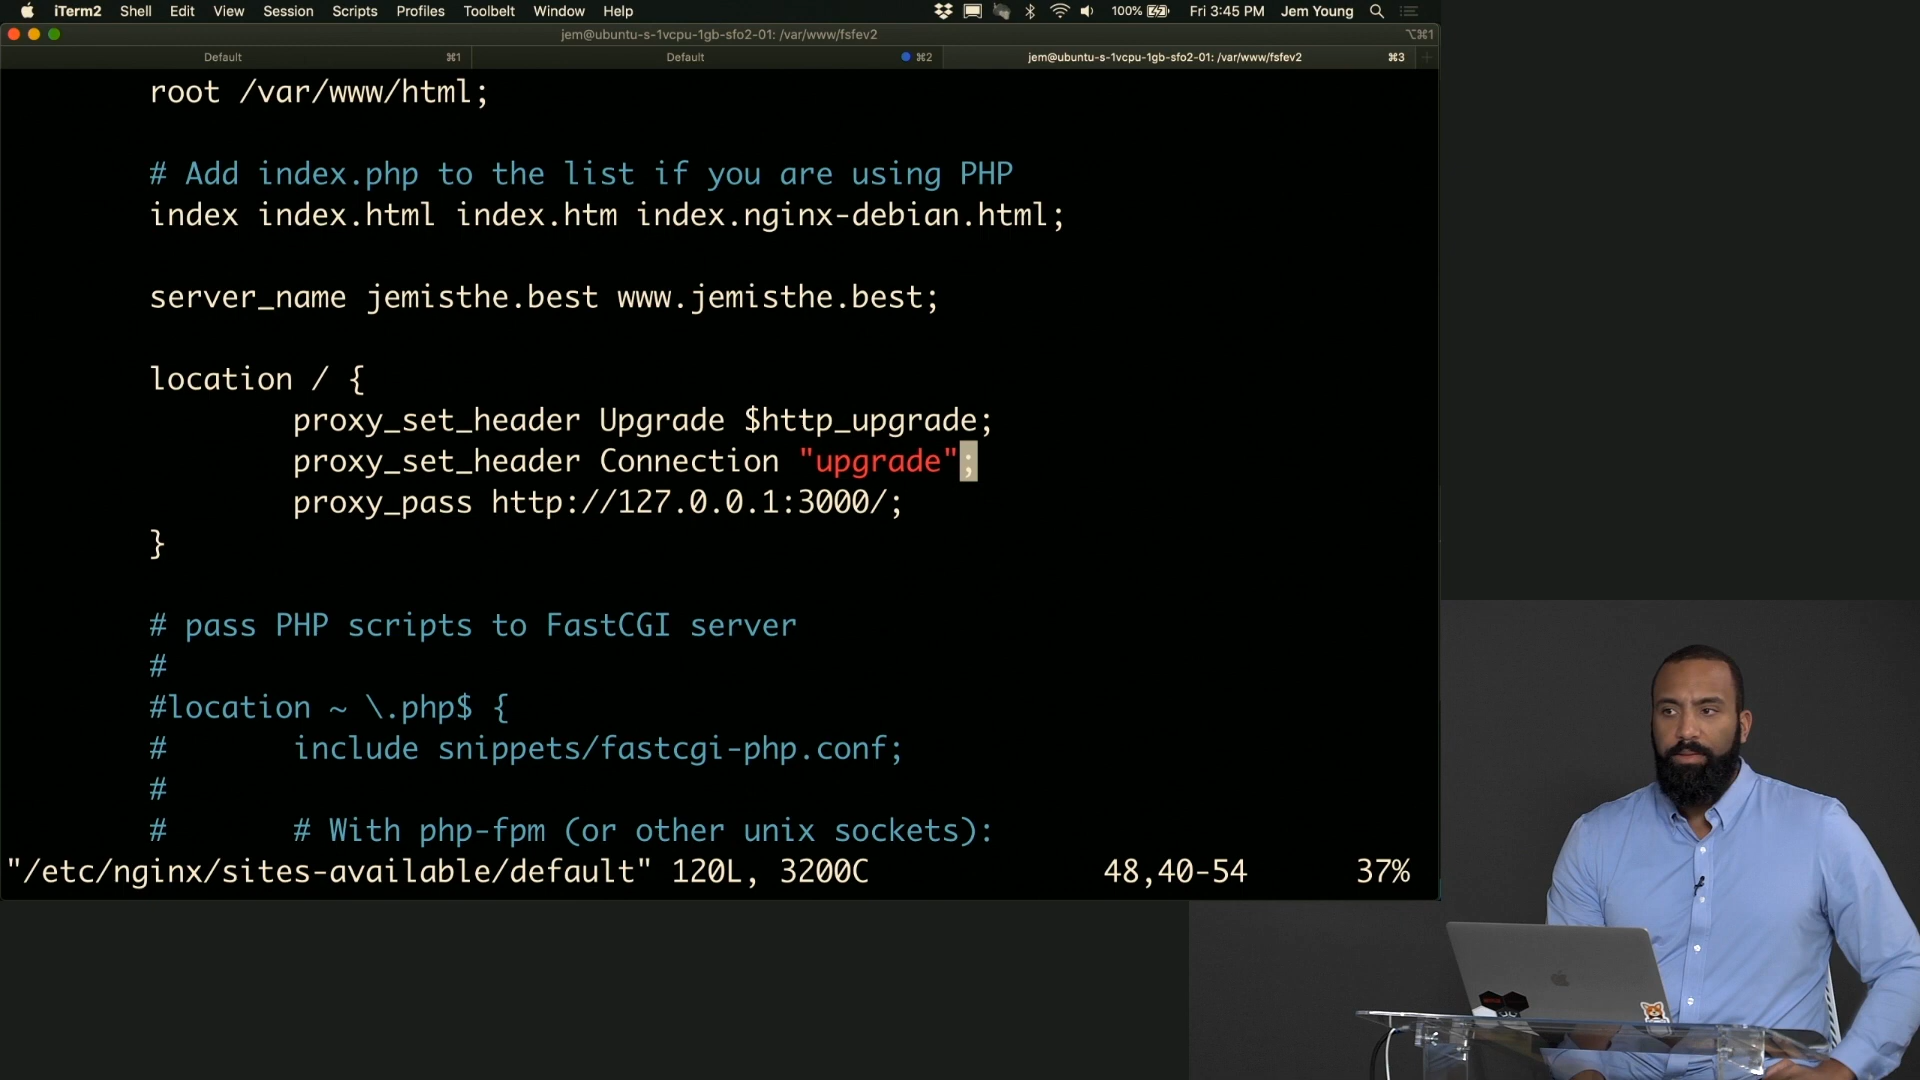 iTerm2 Shell Edit View Session Scripts Profiles Toolbelt Window Help 100% Fri 3:45 PM Jem Young
jem@ubuntu-s-1vcpu-1gb-sfo2-01: /var/www/fsfev2 ⌥⌘1
Default ⌘1 Default ⌘2 jem@ubuntu-s-1vcpu-1gb-sfo2-01: /var/www/fsfev2 ⌘3 +
root /var/www/html;
# Add index.php to the list if you are using PHP
index index.html index.htm index.nginx-debian.html;
server_name jemisthe.best www.jemisthe.best;
location / {
proxy_set_header Upgrade $http_upgrade;
proxy_set_header Connection "upgrade";
proxy_pass http://127.0.0.1:3000/;
}
# pass PHP scripts to FastCGI server
#
#location ~ \.php$ {
# include snippets/fastcgi-php.conf;
#
# # With php-fpm (or other unix sockets):
"/etc/nginx/sites-available/default" 120L, 3200C 48,40-54 37%